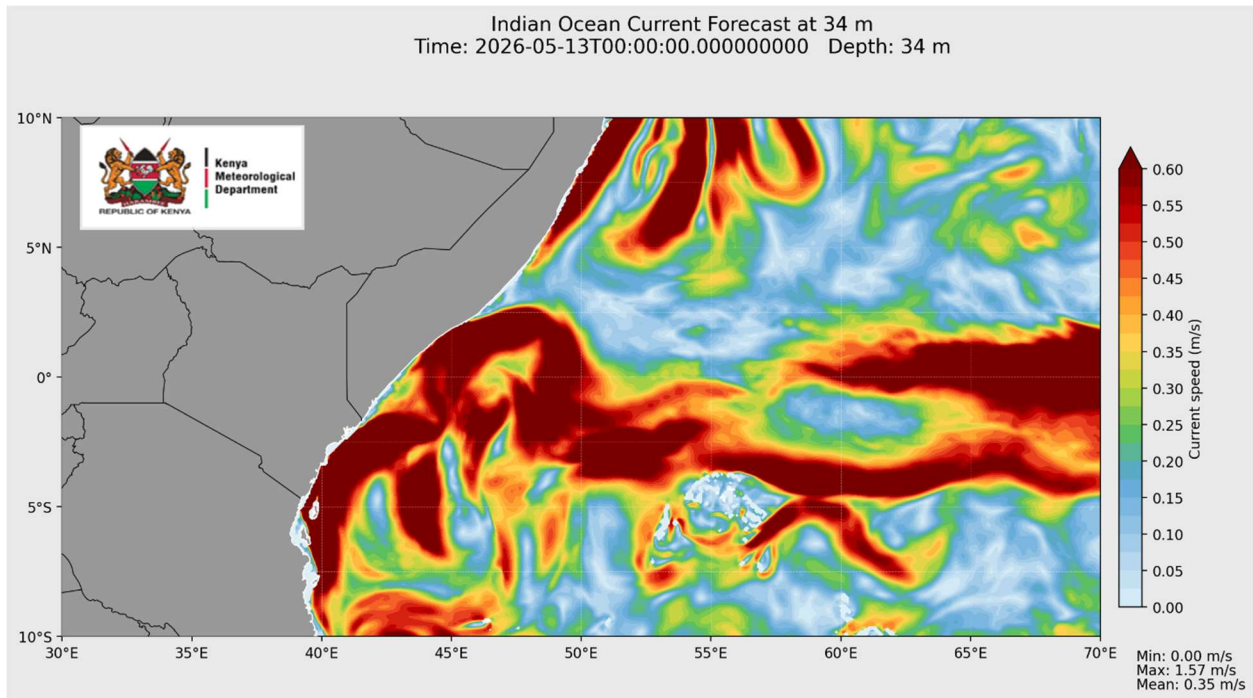 Indian Ocean Current Forecast at 34 m
Time: 2026-05-13T00:00:00.000000000   Depth: 34 m
10°N
5°N
0°
5°S
10°S
Kenya
Meteorological
Department
REPUBLIC OF KENYA
30°E 35°E 40°E 45°E 50°E 55°E 60°E 65°E 70°E
0.60
0.55
0.50
0.45
0.40
0.35
0.30
0.25
0.20
0.15
0.10
0.05
0.00
Current speed (m/s)
Min: 0.00 m/s
Max: 1.57 m/s
Mean: 0.35 m/s